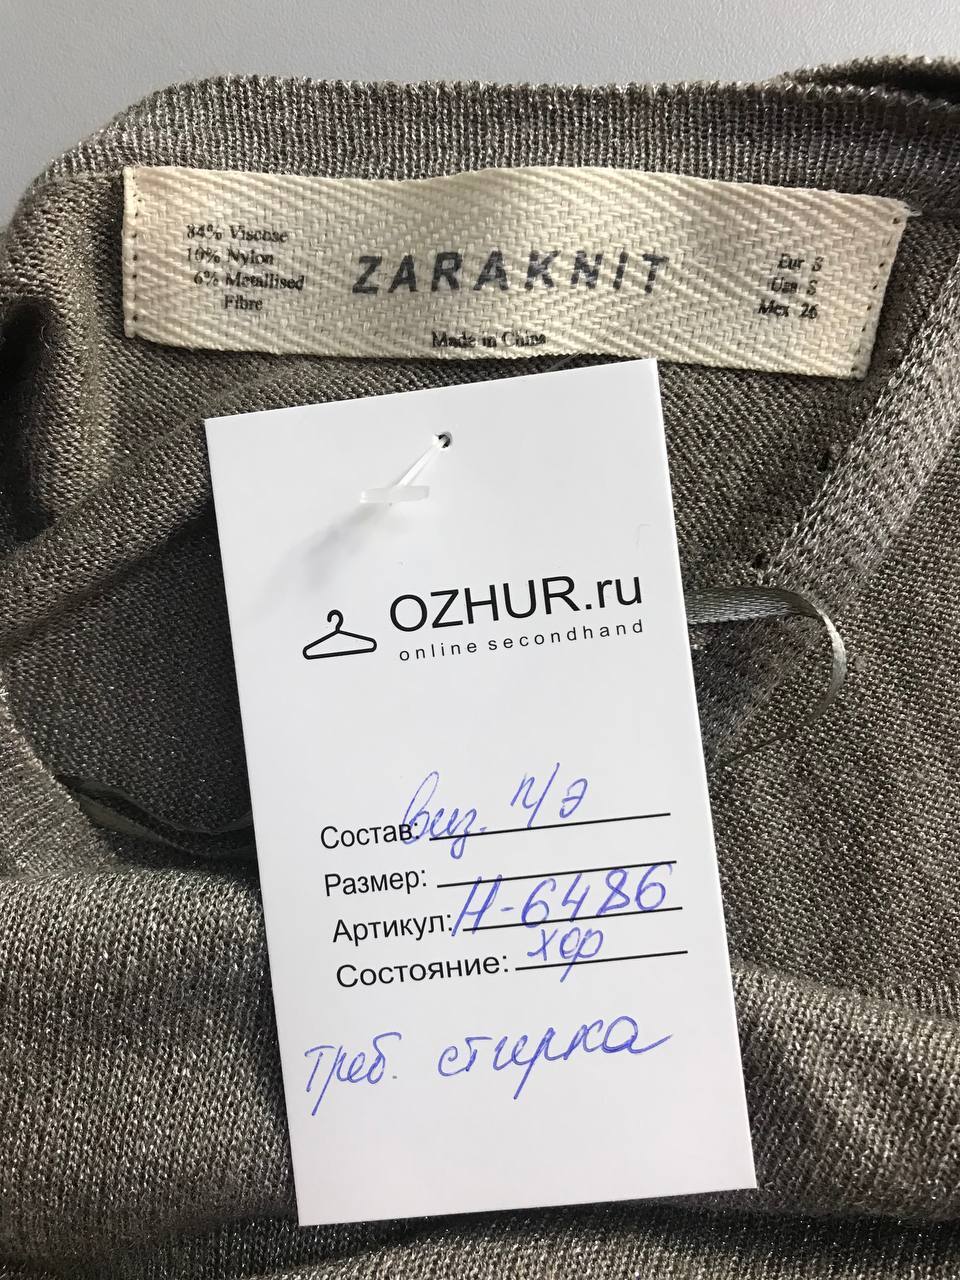 84% Viscose
10% Nylon
6% Metallised
Fibre
ZARAKNIT
Eur S
Usa S
Mex 26
Made in China
OZHUR.ru
online secondhand
Состав: виз. п/э
Размер:
Артикул: H-6486
Состояние: хор
треб. стирка